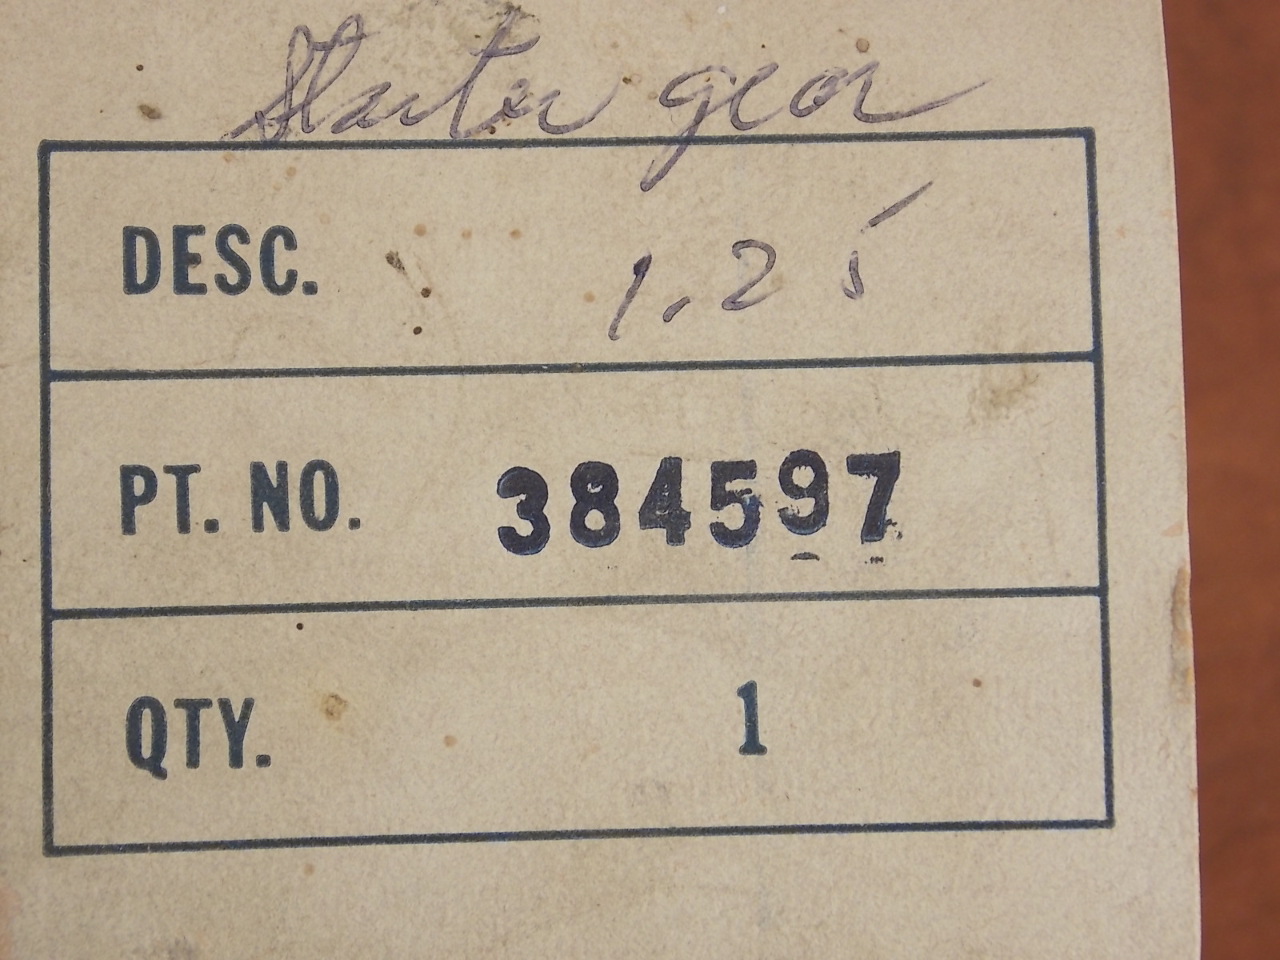 Starter gear
DESC. 1.25
PT. NO. 384597
QTY. 1